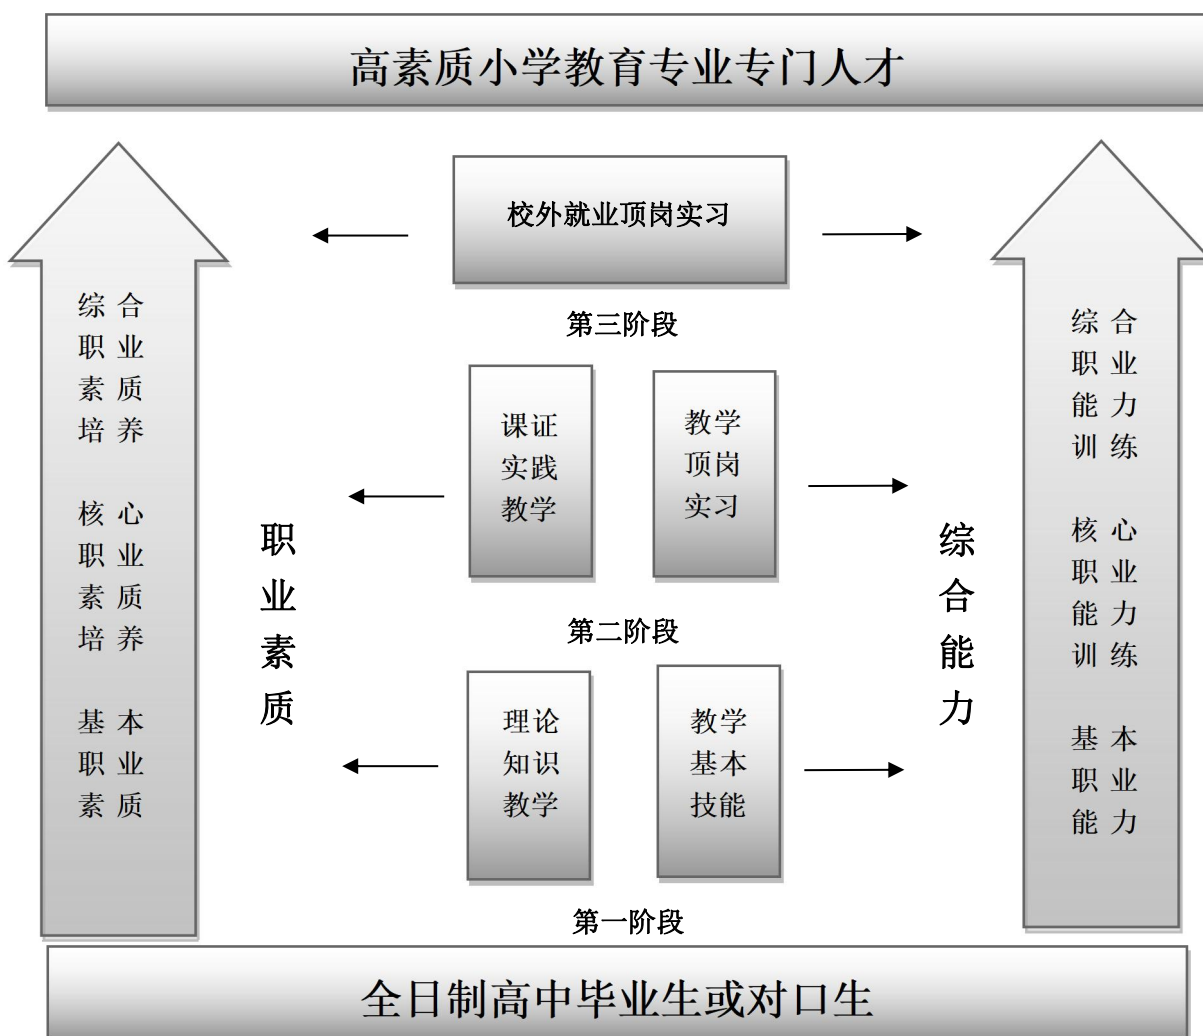 高素质小学教育专业专门人才
校外就业顶岗实习
第三阶段
综合
职业
素质
培养
核心
职业
素质
培养
基本
职业
素质
职
业
素
质
课证
实践
教学
教学
顶岗
实习
第二阶段
理论
知识
教学
教学
基本
技能
第一阶段
综
合
能
力
综合
职业
能力
训练
核心
职业
能力
训练
基本
职业
能力
全日制高中毕业生或对口生